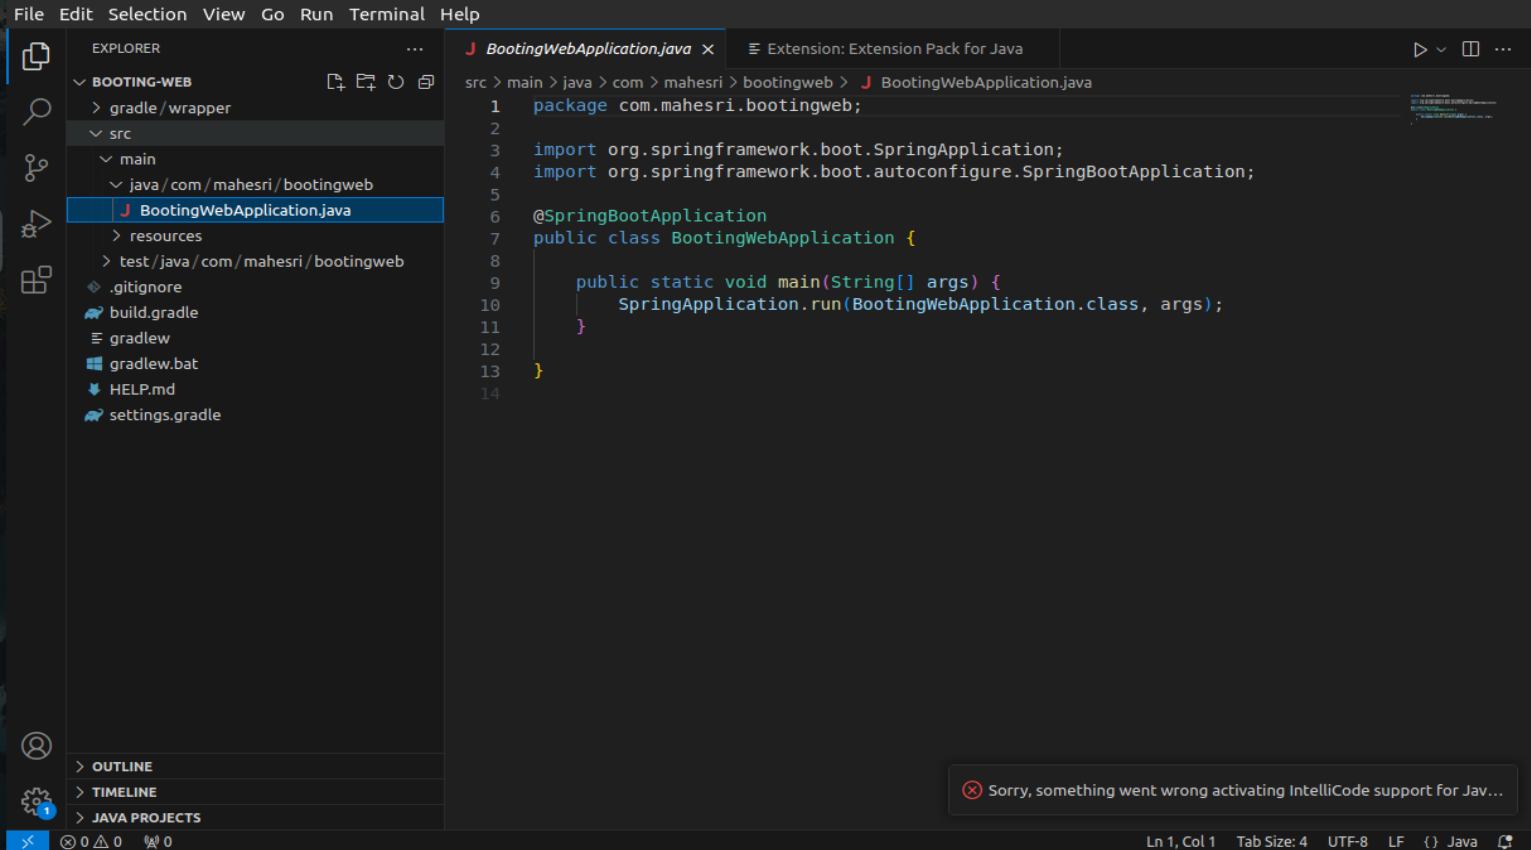 File Edit Selection View Go Run Terminal Help
EXPLORER
BOOTING-WEB
gradle/wrapper
src
main
java/com/mahesri/bootingweb
J BootingWebApplication.java
resources
test/java/com/mahesri/bootingweb
.gitignore
build.gradle
gradlew
gradlew.bat
HELP.md
settings.gradle
OUTLINE
TIMELINE
JAVA PROJECTS
1
J BootingWebApplication.java
Extension: Extension Pack for Java
src > main > java > com > mahesri > bootingweb > J BootingWebApplication.java
1 package com.mahesri.bootingweb;
2
3 import org.springframework.boot.SpringApplication;
4 import org.springframework.boot.autoconfigure.SpringBootApplication;
5
6 @SpringBootApplication
7 public class BootingWebApplication {
8
9 public static void main(String[] args) {
10 SpringApplication.run(BootingWebApplication.class, args);
11 }
12
13 }
14
Sorry, something went wrong activating IntelliCode support for Jav...
0 0 0 Ln 1, Col 1 Tab Size: 4 UTF-8 LF {} Java